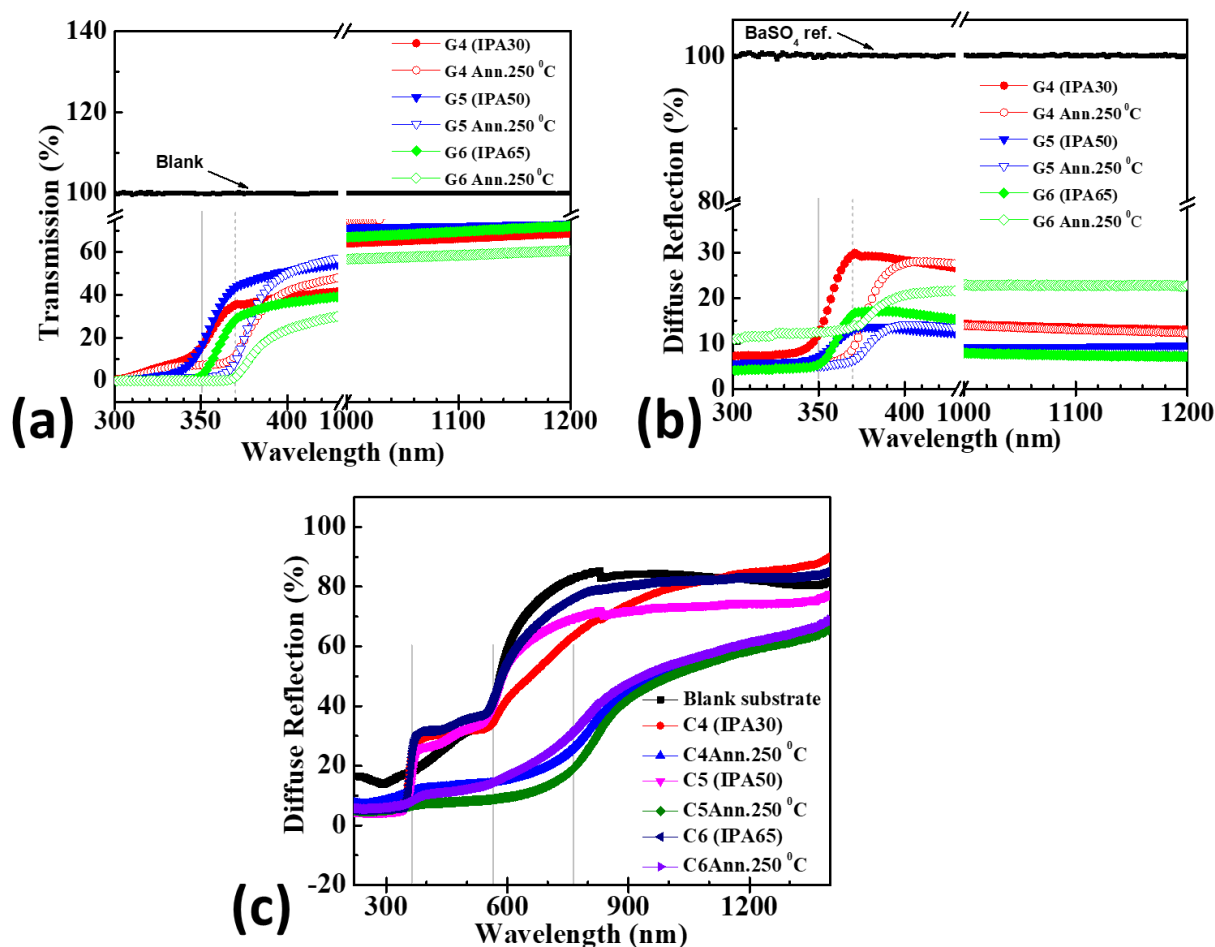 140
120
100
60
40
20
0
Transmission (%)
Blank
G4 (IPA30)
G4 Ann.250 ⁰C
G5 (IPA50)
G5 Ann.250 ⁰C
G6 (IPA65)
G6 Ann.250 ⁰C
300 350 400 1000 1100 1200
Wavelength (nm)
(a)
100
80
30
20
10
0
Diffuse Reflection (%)
BaSO₄ ref.
G4 (IPA30)
G4 Ann.250 ⁰C
G5 (IPA50)
G5 Ann.250 ⁰C
G6 (IPA65)
G6 Ann.250 ⁰C
300 350 400 1000 1100 1200
Wavelength (nm)
(b)
100
80
60
40
20
0
-20
Diffuse Reflection (%)
Blank substrate
C4 (IPA30)
C4Ann.250 ⁰C
C5 (IPA50)
C5Ann.250 ⁰C
C6 (IPA65)
C6Ann.250 ⁰C
300 600 900 1200
Wavelength (nm)
(c)